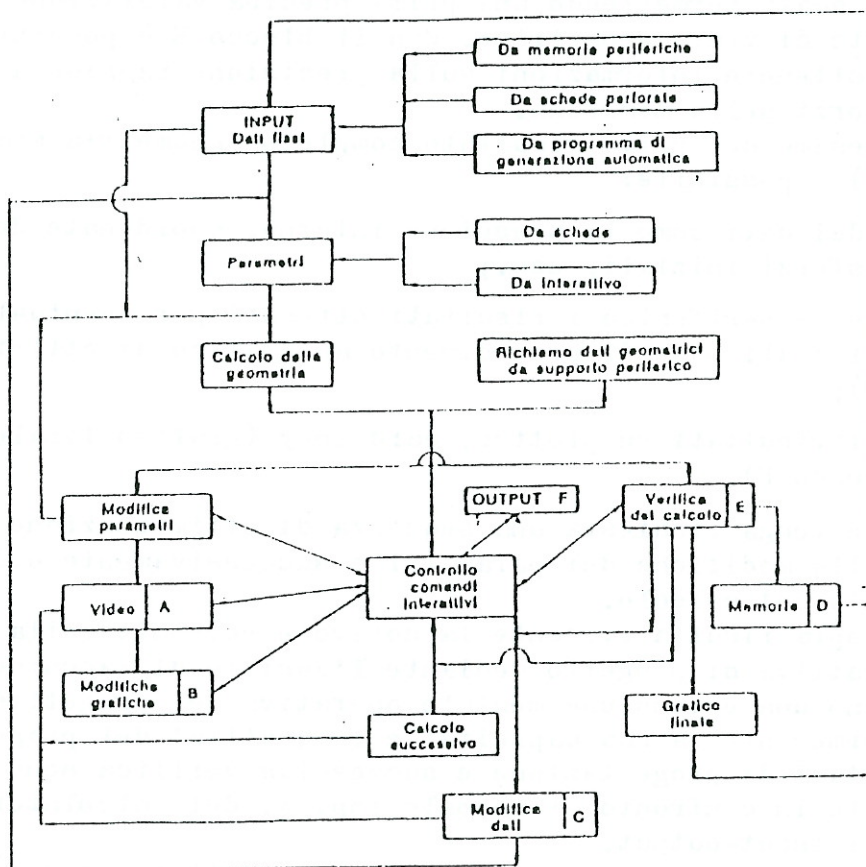 Da memorie periferiche
Da schede perforate
INPUT
Dati fissi
Da programma di
generazione automatica
Da schede
Parametri
Da interattivo
Calcolo della
geometria
Richiamo dati geometrici
da supporto periferico
OUTPUT F
Modifica
parametri
Verifica
del calcolo
E
Controllo
comandi
interattivi
Video A
Memorie D
Modifiche
grafiche
B
Grafico
finale
Calcolo
successivo
Modifica
dati
C